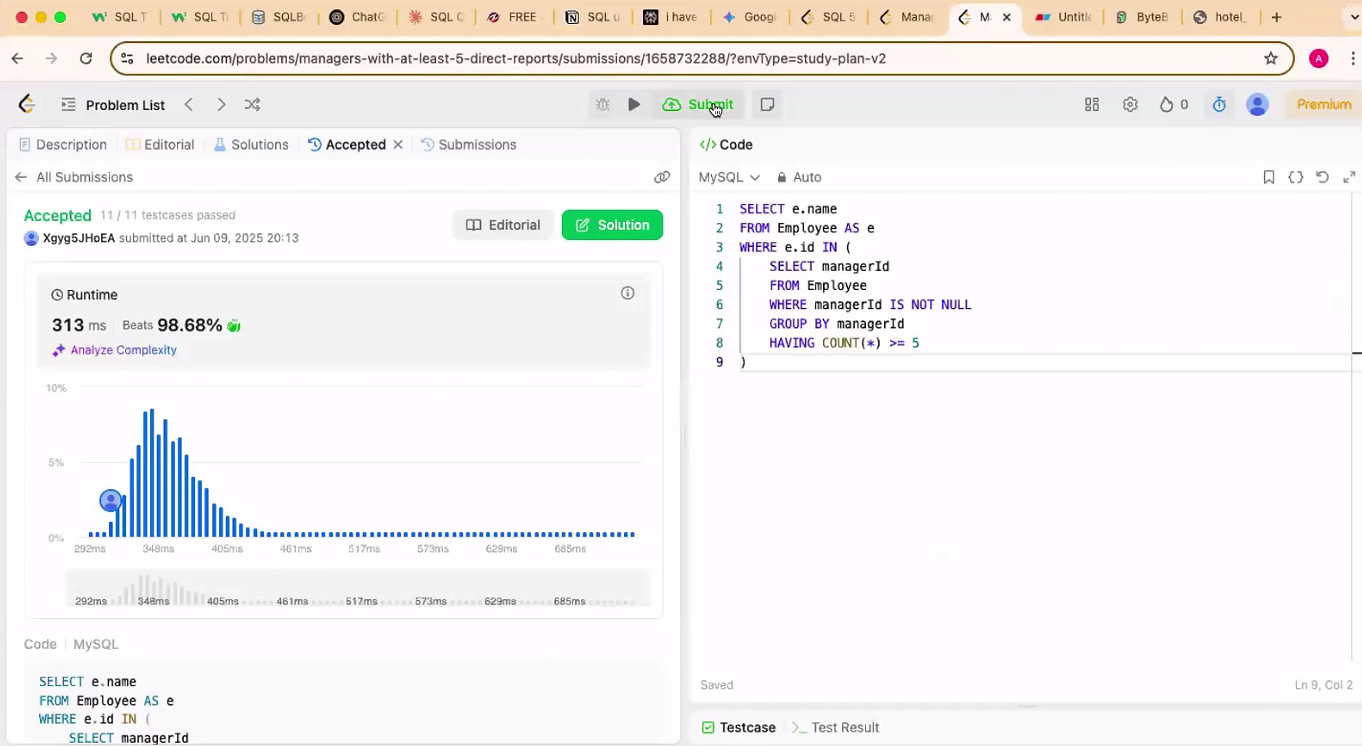 SQL T
SQL T
SQLB
ChatG
SQL C
FREE
SQL u
i have
Googl
SQL 5
Mana
M
Untitle
ByteB
hotel_
leetcode.com/problems/managers-with-at-least-5-direct-reports/submissions/1658732288/?envType=study-plan-v2
A
Problem List
Submit
0
Premium
Description
Editorial
Solutions
Accepted
Submissions
All Submissions
Accepted 11 / 11 testcases passed
Xgyg5JHoEA submitted at Jun 09, 2025 20:13
Editorial
Solution
Runtime
313 ms Beats 98.68%
Analyze Complexity
10%
5%
0%
292ms 348ms 405ms 461ms 517ms 573ms 629ms 685ms
292ms 348ms 405ms 461ms 517ms 573ms 629ms 685ms
Code MySQL
SELECT e.name
FROM Employee AS e
WHERE e.id IN (
SELECT managerId
</> Code
MySQL Auto
1 SELECT e.name
2 FROM Employee AS e
3 WHERE e.id IN (
4 SELECT managerId
5 FROM Employee
6 WHERE managerId IS NOT NULL
7 GROUP BY managerId
8 HAVING COUNT(*) >= 5
9 )
Saved
Ln 9, Col 2
Testcase
Test Result